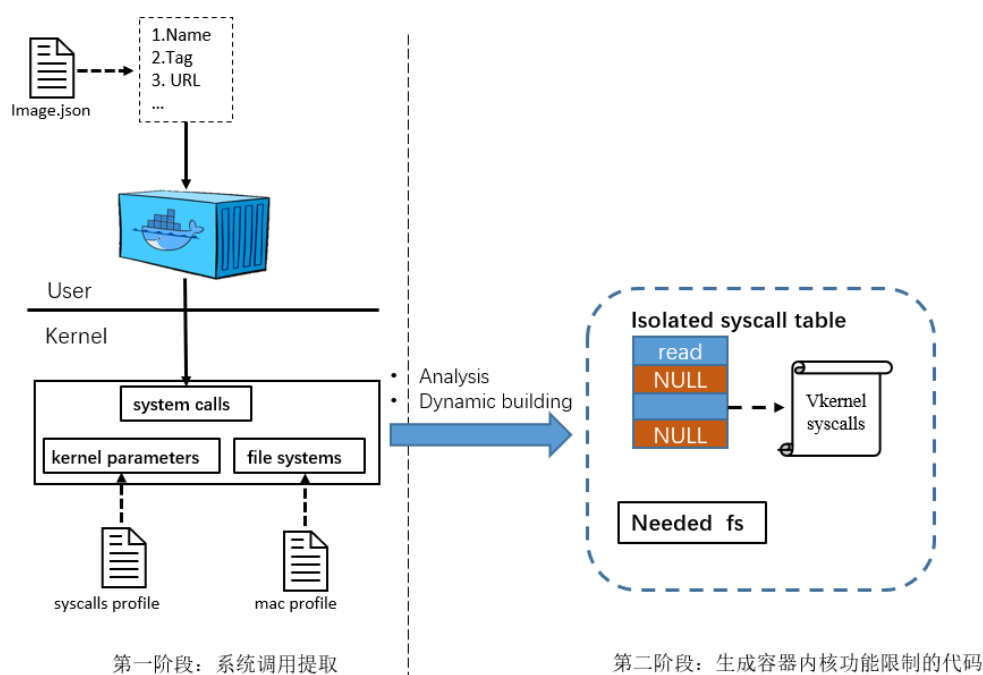 1.Name
2.Tag
3. URL
...
Image.json
User
Kernel
system calls
kernel parameters
file systems
syscalls profile
mac profile
• Analysis
• Dynamic building
Isolated syscall table
read
NULL
NULL
Vkernel
syscalls
Needed fs
第一阶段：系统调用提取
第二阶段：生成容器内核功能限制的代码